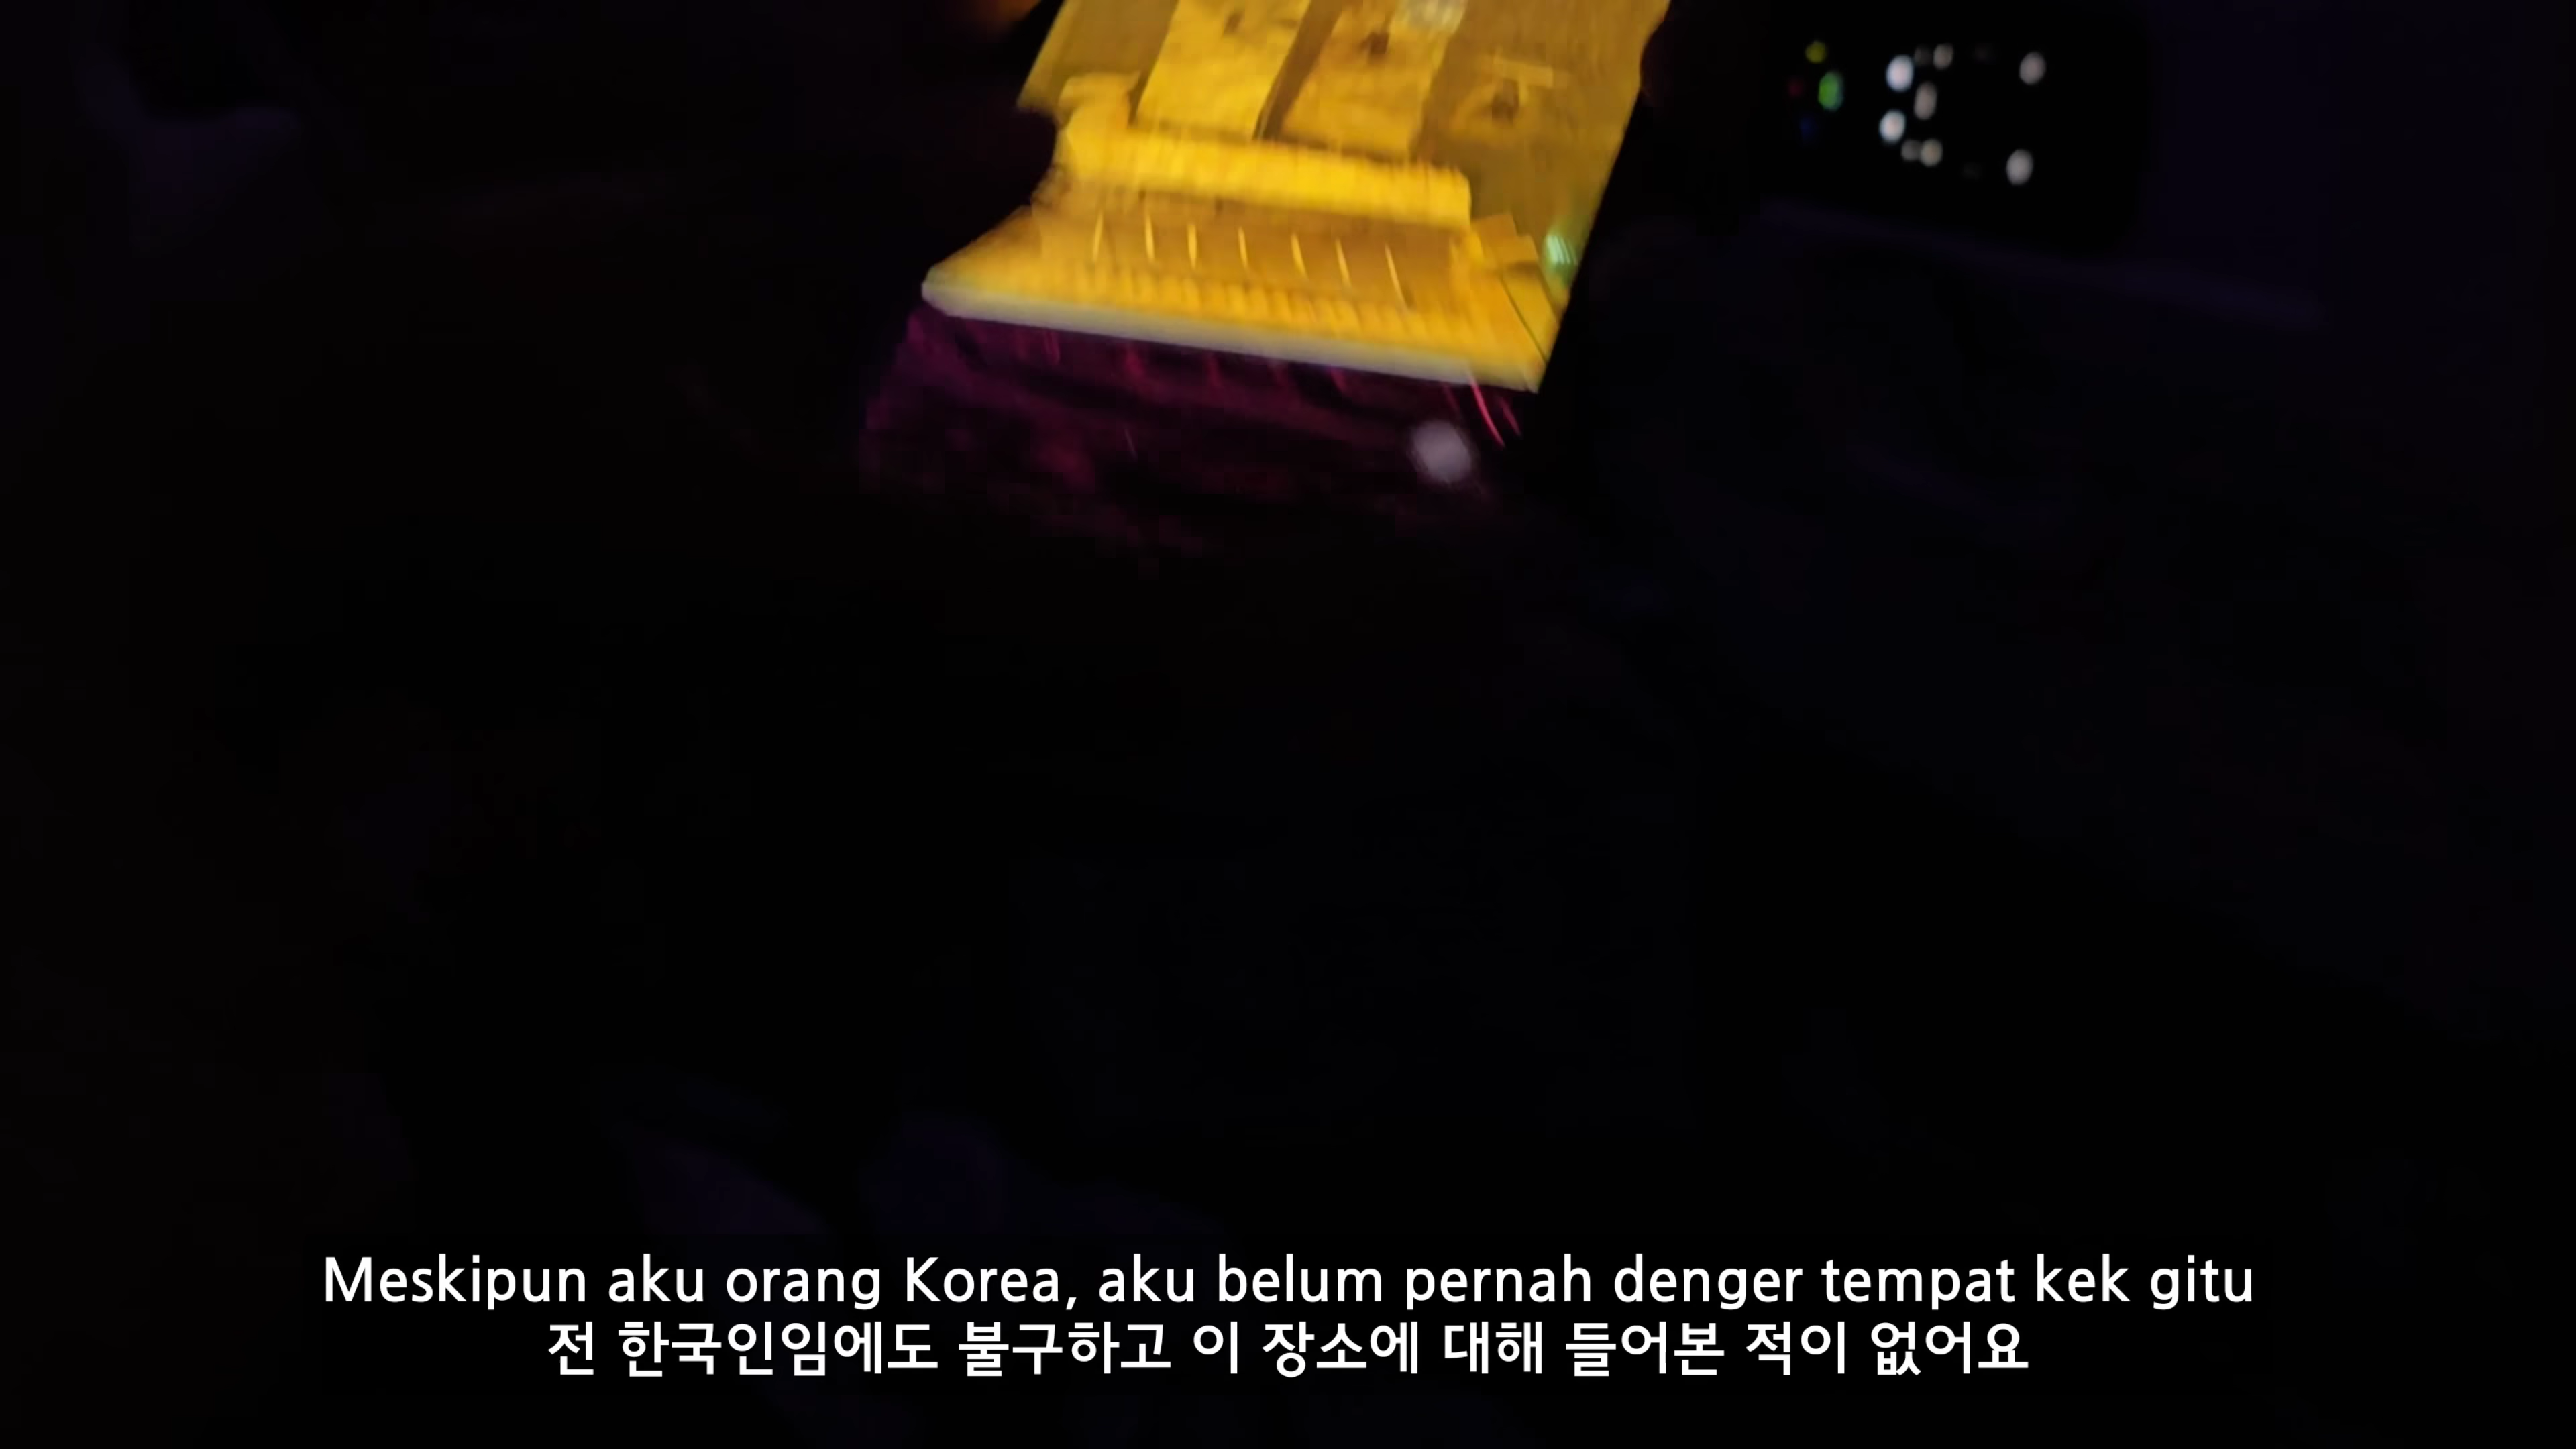 Meskipun aku orang Korea, aku belum pernah denger tempat kek gitu
전 한국인임에도 불구하고 이 장소에 대해 들어본 적이 없어요